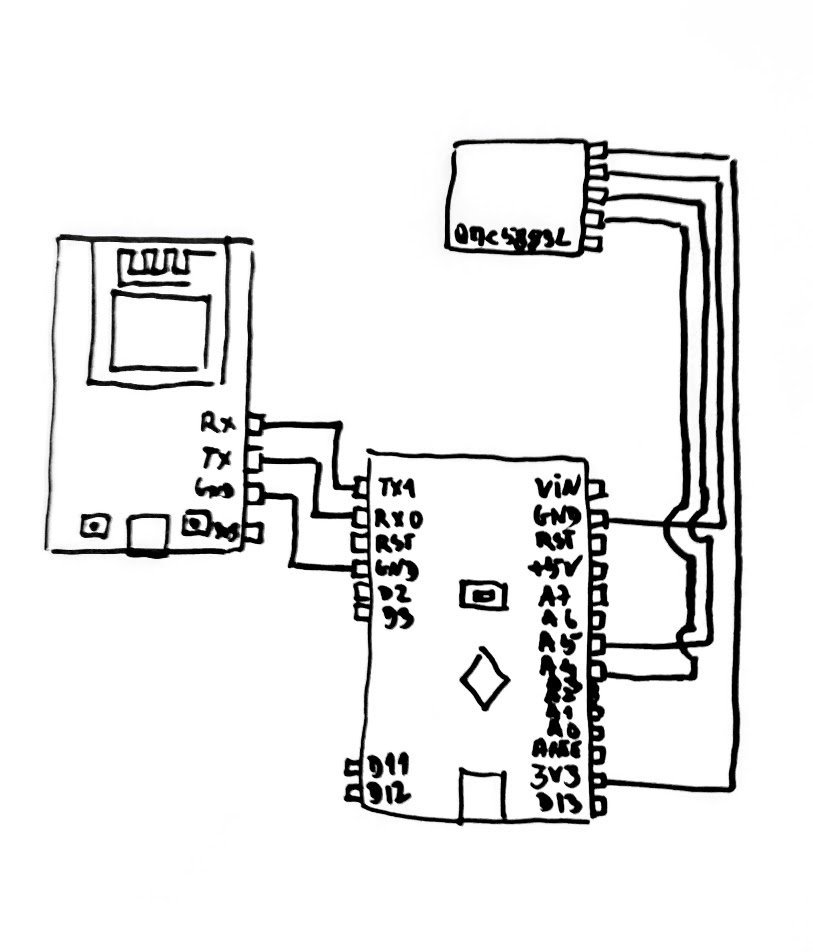 QMC5883L
RX
TX
GND
TX1
RX0
RST
GND
D2
D3
D11
D12
ViN
GND
RST
+5V
A7
A6
A5
A4
A3
A2
A1
A0
AREF
3V3
D13